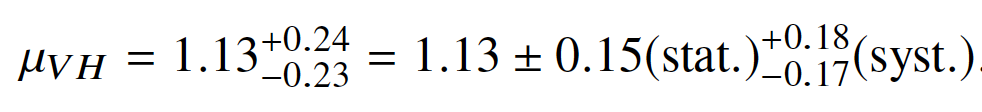 μ_{VH} = 1.13^{+0.24}_{−0.23} = 1.13 ± 0.15(stat.)^{+0.18}_{−0.17}(syst.).